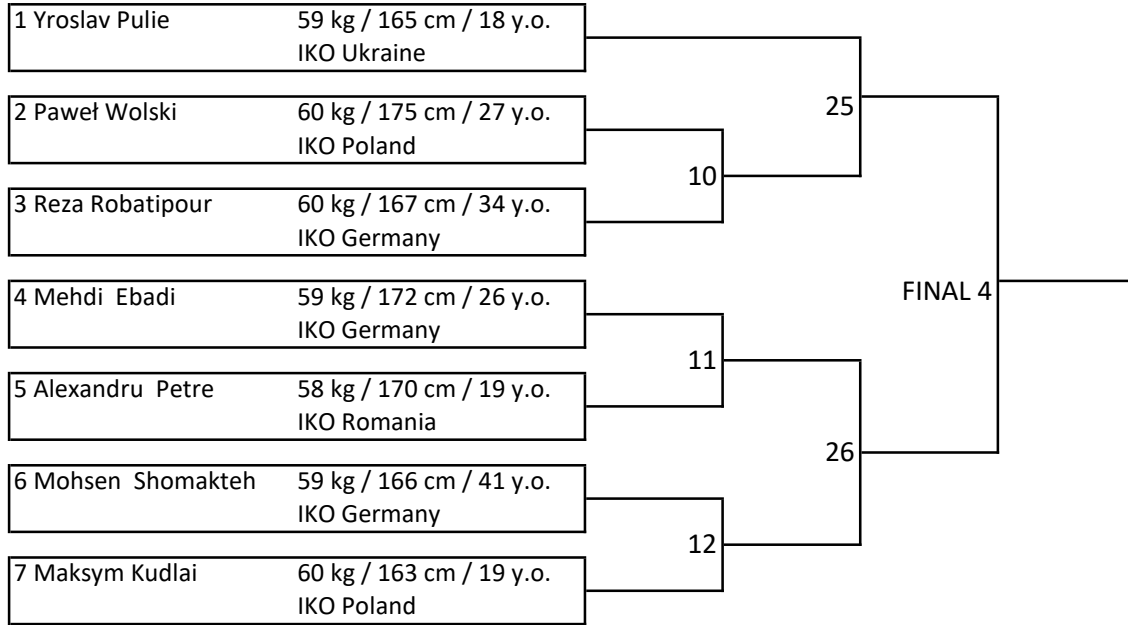 1 Yroslav Pulie 59 kg / 165 cm / 18 y.o.
IKO Ukraine
25
2 Paweł Wolski 60 kg / 175 cm / 27 y.o.
IKO Poland
10
3 Reza Robatipour 60 kg / 167 cm / 34 y.o.
IKO Germany
FINAL 4
4 Mehdi  Ebadi 59 kg / 172 cm / 26 y.o.
IKO Germany
11
5 Alexandru  Petre 58 kg / 170 cm / 19 y.o.
IKO Romania
26
6 Mohsen  Shomakteh 59 kg / 166 cm / 41 y.o.
IKO Germany
12
7 Maksym Kudlai 60 kg / 163 cm / 19 y.o.
IKO Poland